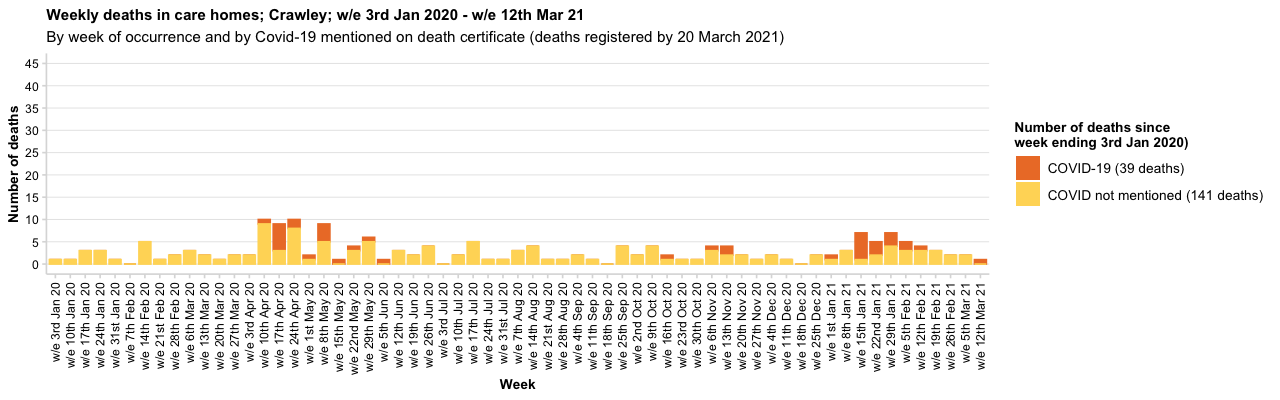 Weekly deaths in care homes; Crawley; w/e 3rd Jan 2020 - w/e 12th Mar 21
By week of occurrence and by Covid-19 mentioned on death certificate (deaths registered by 20 March 2021)
Number of deaths
45
40
35
30
25
20
15
10
5
0
w/e 3rd Jan 20
w/e 10th Jan 20
w/e 17th Jan 20
w/e 24th Jan 20
w/e 31st Jan 20
w/e 7th Feb 20
w/e 14th Feb 20
w/e 21st Feb 20
w/e 28th Feb 20
w/e 6th Mar 20
w/e 13th Mar 20
w/e 20th Mar 20
w/e 27th Mar 20
w/e 3rd Apr 20
w/e 10th Apr 20
w/e 17th Apr 20
w/e 24th Apr 20
w/e 1st May 20
w/e 8th May 20
w/e 15th May 20
w/e 22nd May 20
w/e 29th May 20
w/e 5th Jun 20
w/e 12th Jun 20
w/e 19th Jun 20
w/e 26th Jun 20
w/e 3rd Jul 20
w/e 10th Jul 20
w/e 17th Jul 20
w/e 24th Jul 20
w/e 31st Jul 20
w/e 7th Aug 20
w/e 14th Aug 20
w/e 21st Aug 20
w/e 28th Aug 20
w/e 4th Sep 20
w/e 11th Sep 20
w/e 18th Sep 20
w/e 25th Sep 20
w/e 2nd Oct 20
w/e 9th Oct 20
w/e 16th Oct 20
w/e 23rd Oct 20
w/e 30th Oct 20
w/e 6th Nov 20
w/e 13th Nov 20
w/e 20th Nov 20
w/e 27th Nov 20
w/e 4th Dec 20
w/e 11th Dec 20
w/e 18th Dec 20
w/e 25th Dec 20
w/e 1st Jan 21
w/e 8th Jan 21
w/e 15th Jan 21
w/e 22nd Jan 21
w/e 29th Jan 21
w/e 5th Feb 21
w/e 12th Feb 21
w/e 19th Feb 21
w/e 26th Feb 21
w/e 5th Mar 21
w/e 12th Mar 21
Week
Number of deaths since
week ending 3rd Jan 2020)
COVID-19 (39 deaths)
COVID not mentioned (141 deaths)